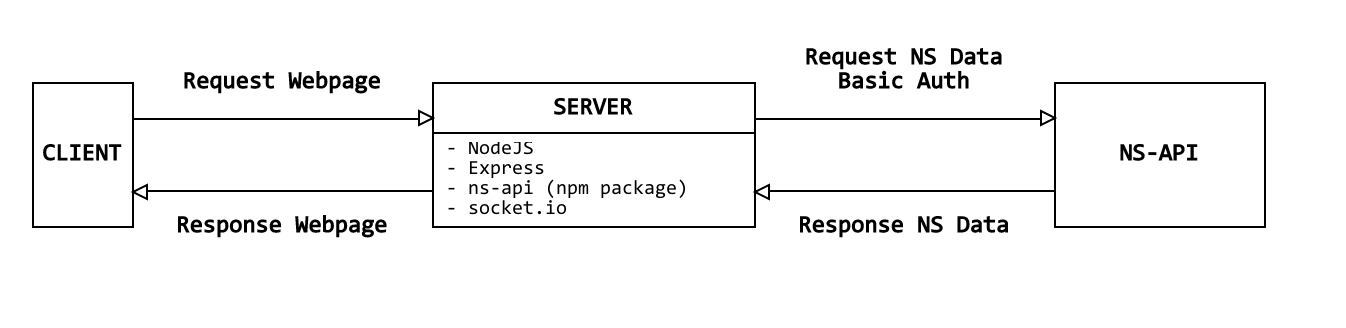 CLIENT
Request Webpage
Response Webpage
SERVER
- NodeJS
- Express
- ns-api (npm package)
- socket.io
Request NS Data
Basic Auth
Response NS Data
NS-API